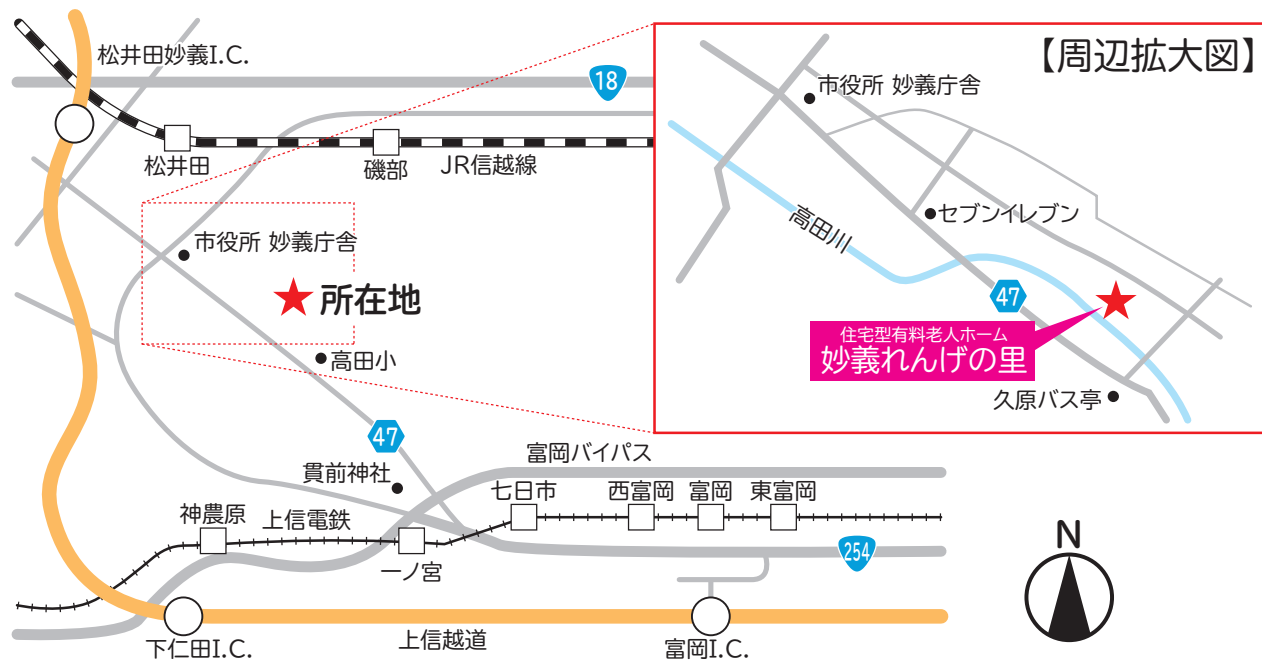 松井田妙義I.C.
18
松井田
磯部
JR信越線
市役所 妙義庁舎
所在地
高田小
47
貫前神社
富岡バイパス
神農原
上信電鉄
一ノ宮
七日市
西富岡
富岡
東富岡
254
下仁田I.C.
上信越道
富岡I.C.
N
【周辺拡大図】
市役所 妙義庁舎
セブンイレブン
高田川
47
住宅型有料老人ホーム
妙義れんげの里
久原バス亭